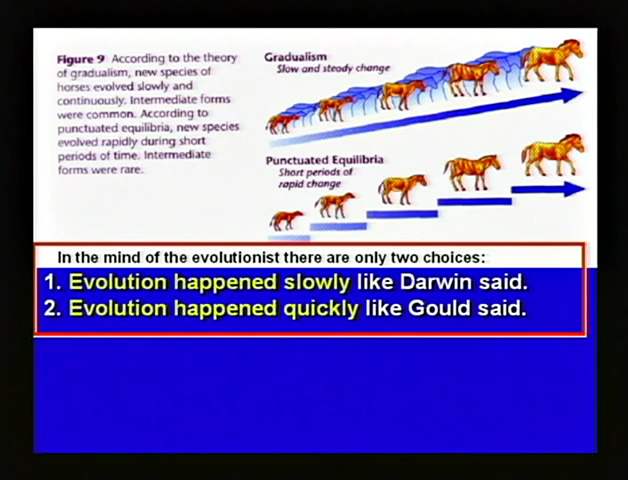 Figure 9 According to the theory
of gradualism, new species of
horses evolved slowly and
continuously. Intermediate forms
were common. According to
punctuated equilibria, new species
evolved rapidly during short
periods of time. Intermediate
forms were rare.
Gradualism
Slow and steady change
Punctuated Equilibria
Short periods of
rapid change
In the mind of the evolutionist there are only two choices:
1. Evolution happened slowly like Darwin said.
2. Evolution happened quickly like Gould said.